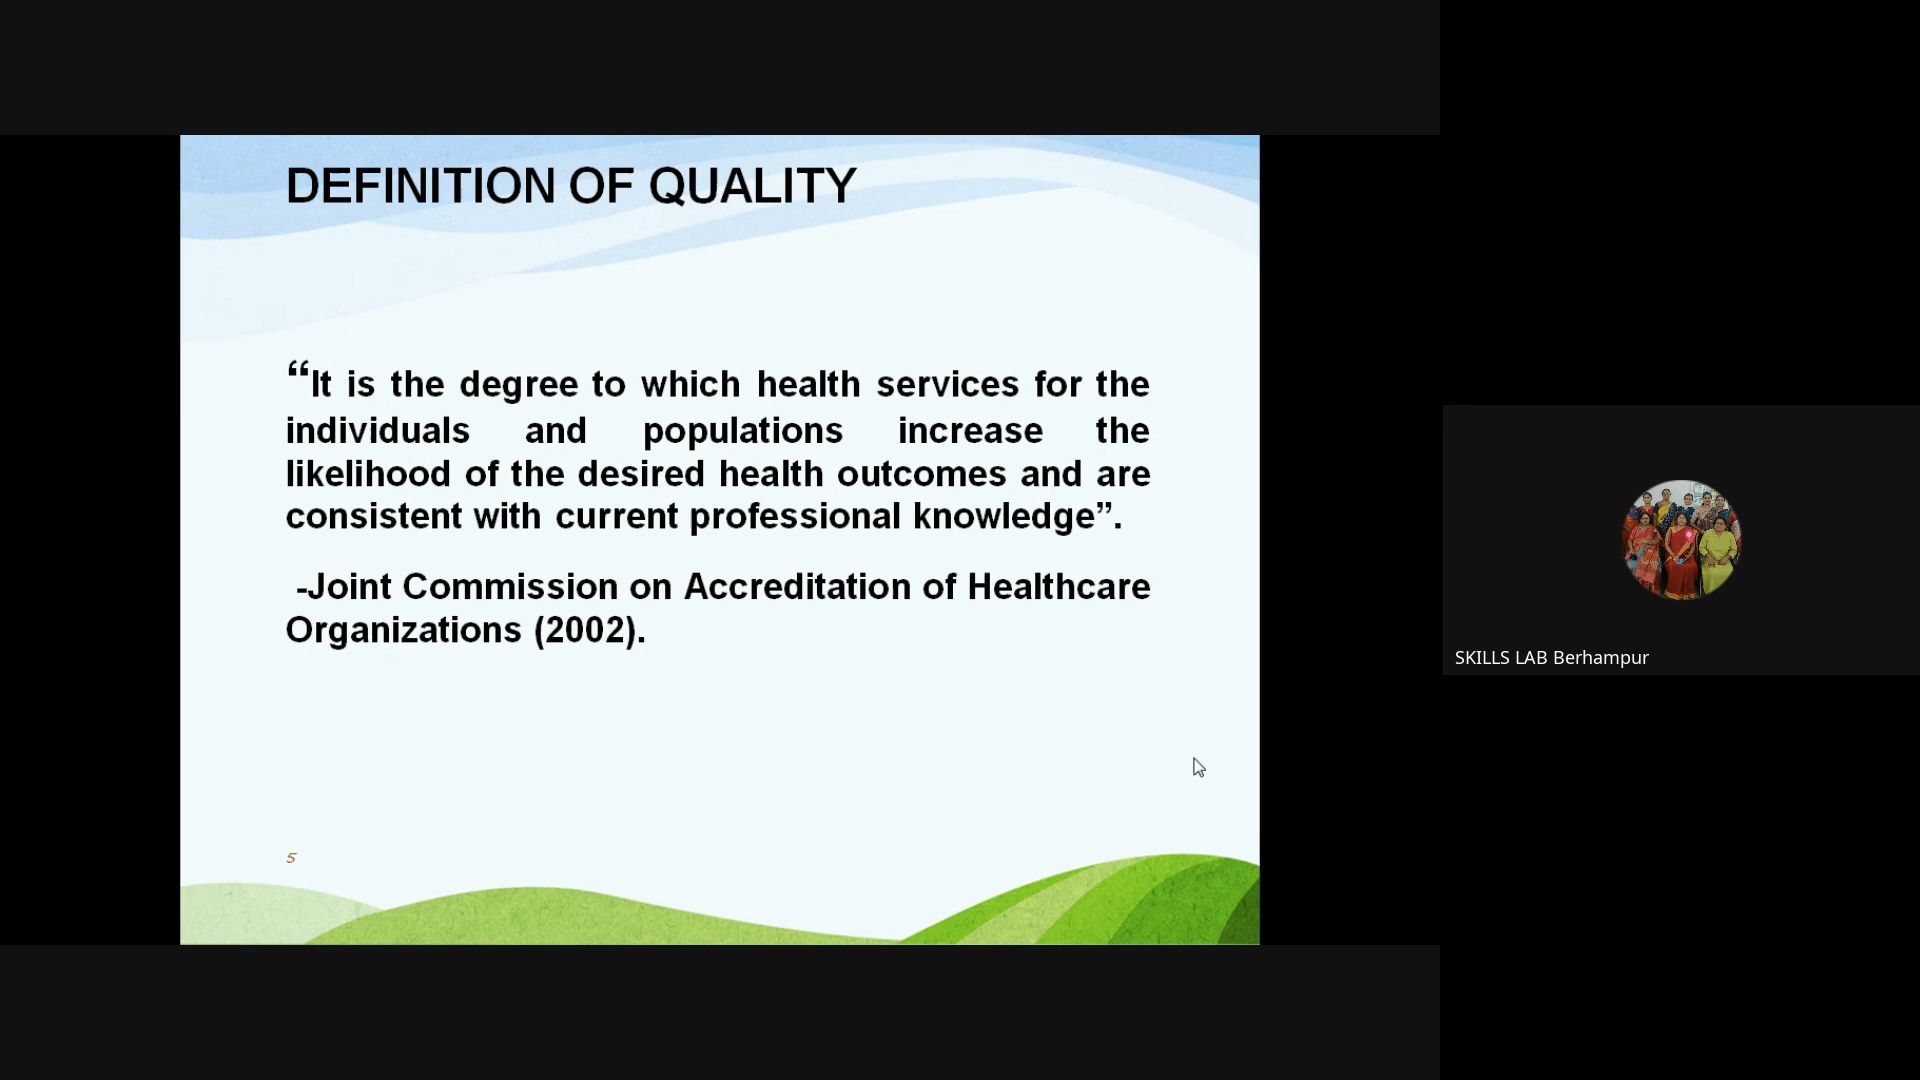 DEFINITION OF QUALITY
“It is the degree to which health services for the
individuals and populations increase the
likelihood of the desired health outcomes and are
consistent with current professional knowledge”.
-Joint Commission on Accreditation of Healthcare
Organizations (2002).
5
SKILLS LAB Berhampur